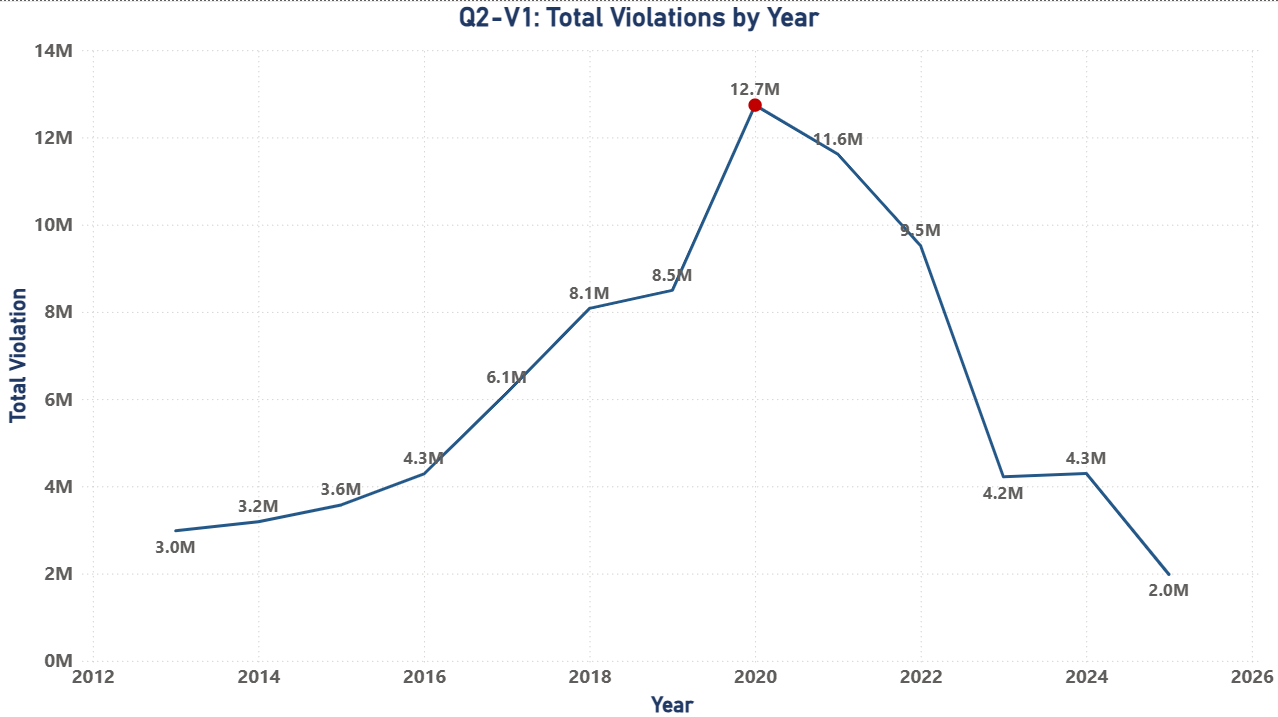 Q2-V1: Total Violations by Year
14M
12M
10M
8M
6M
4M
2M
0M
Total Violation
3.0M
3.2M
3.6M
4.3M
6.1M
8.1M
8.5M
12.7M
11.6M
9.5M
4.2M
4.3M
2.0M
2012 2014 2016 2018 2020 2022 2024 2026
Year